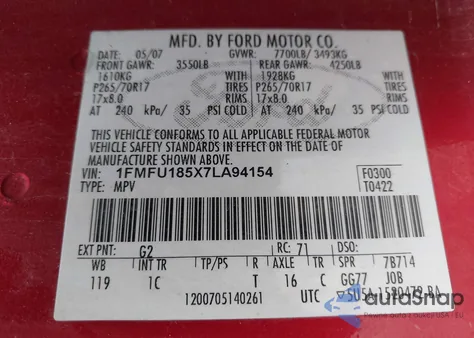 MFD. BY FORD MOTOR CO.
DATE: 05/07 GVWR: 7700LB/ 3493KG
FRONT GAWR: 3550LB REAR GAWR: 4250LB
1610KG WITH 1928KG WITH
P265/70R17 TIRES P265/70R17 TIRES
17x8.0 RIMS 17x8.0 RIMS
AT 240 kPa/ 35 PSI COLD AT 240 kPa/ 35 PSI COLD
THIS VEHICLE CONFORMS TO ALL APPLICABLE FEDERAL MOTOR
VEHICLE SAFETY STANDARDS IN EFFECT ON THE DATE OF
MANUFACTURE SHOWN ABOVE.
VIN: 1FMFU185X7LA94154 F0300
TYPE: MPV T0422
EXT PNT: G2 RC: 71 DSO:
WB INT TR TP/PS R AXLE TR SPR 7B714
119 1C T 16 C GG77 JOB
1200705140261 UTC
autoSnap